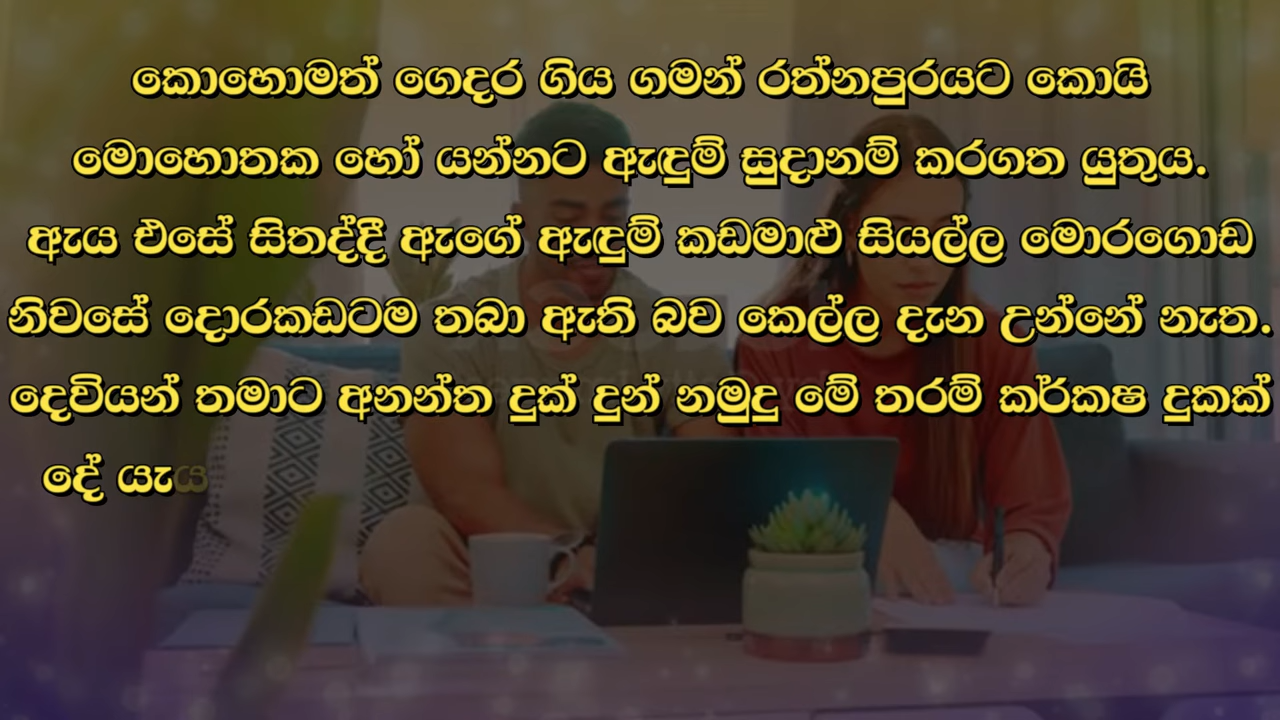 කොහොමත් ගෙදර ගිය ගමන් රත්නපුරයට කොයි
මොහොතක හෝ යන්නට ඇඳුම් සුදානම් කරගත යුතුය.
ඇය එසේ සිතද්දී ඇගේ ඇඳුම් කඩමාළු සියල්ල මොරගොඩ
නිවසේ දොරකඩටම තබා ඇති බව කෙල්ල දැන උන්නේ නැත.
දෙවියන් තමාට අනන්ත දුක් දුන් නමුදු මේ තරම් කර්කෂ දුකක්
දේ යැය